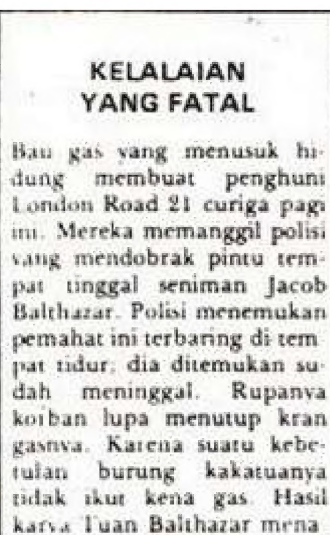 KELALAIAN
YANG FATAL
Bau gas yang menusuk hi-
dung membuat penghuni
London Road 21 curiga pagi
ini. Mereka memanggil polisi
yang mendobrak pintu tem-
pat tinggal seniman Jacob
Balthazar. Polisi menemukan
pemahat ini terbaring di tem
pat tidur; dia ditemukan su-
dah meninggal. Rupanya
korban lupa menutup kran
gasnya. Karena suatu kebe-
tulan burung kakatuanya
tidak ikut kena gas. Hasil
karya Tuan Balthazar mena